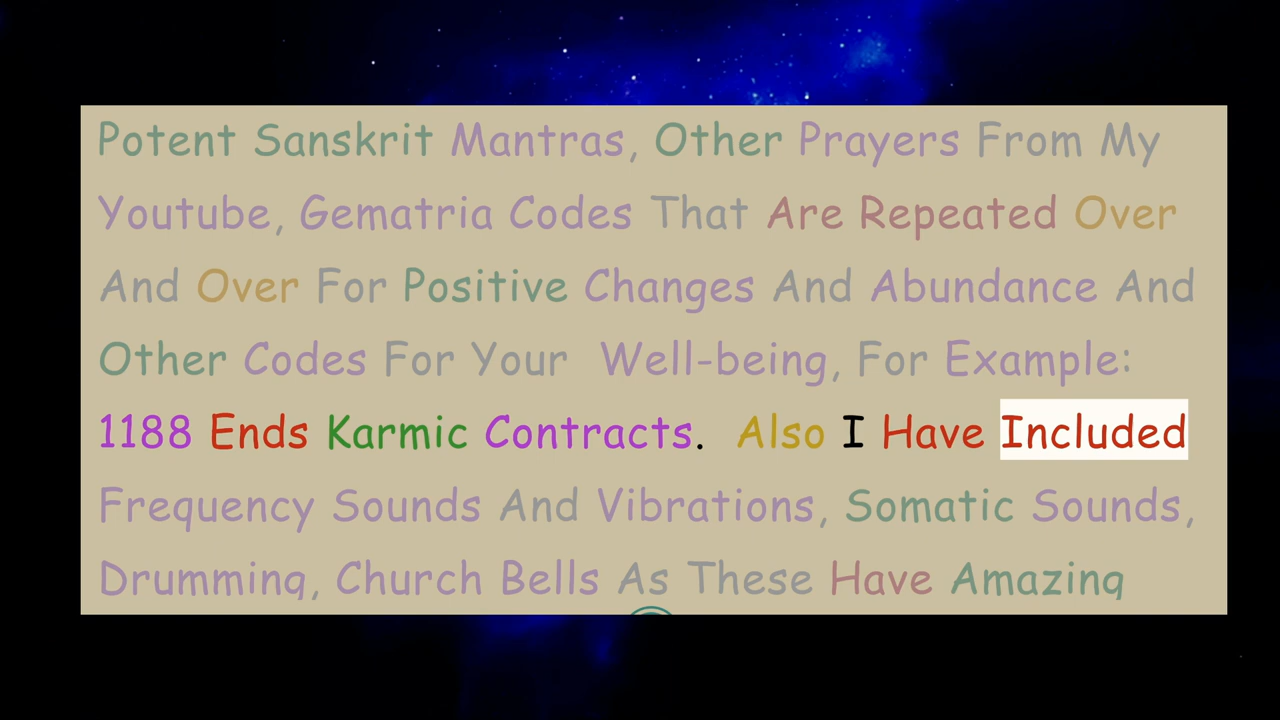 Potent Sanskrit Mantras, Other Prayers From My
Youtube, Gematria Codes That Are Repeated Over
And Over For Positive Changes And Abundance And
Other Codes For Your  Well-being, For Example:
1188 Ends Karmic Contracts.  Also I Have Included
Frequency Sounds And Vibrations, Somatic Sounds,
Drumming, Church Bells As These Have Amazing